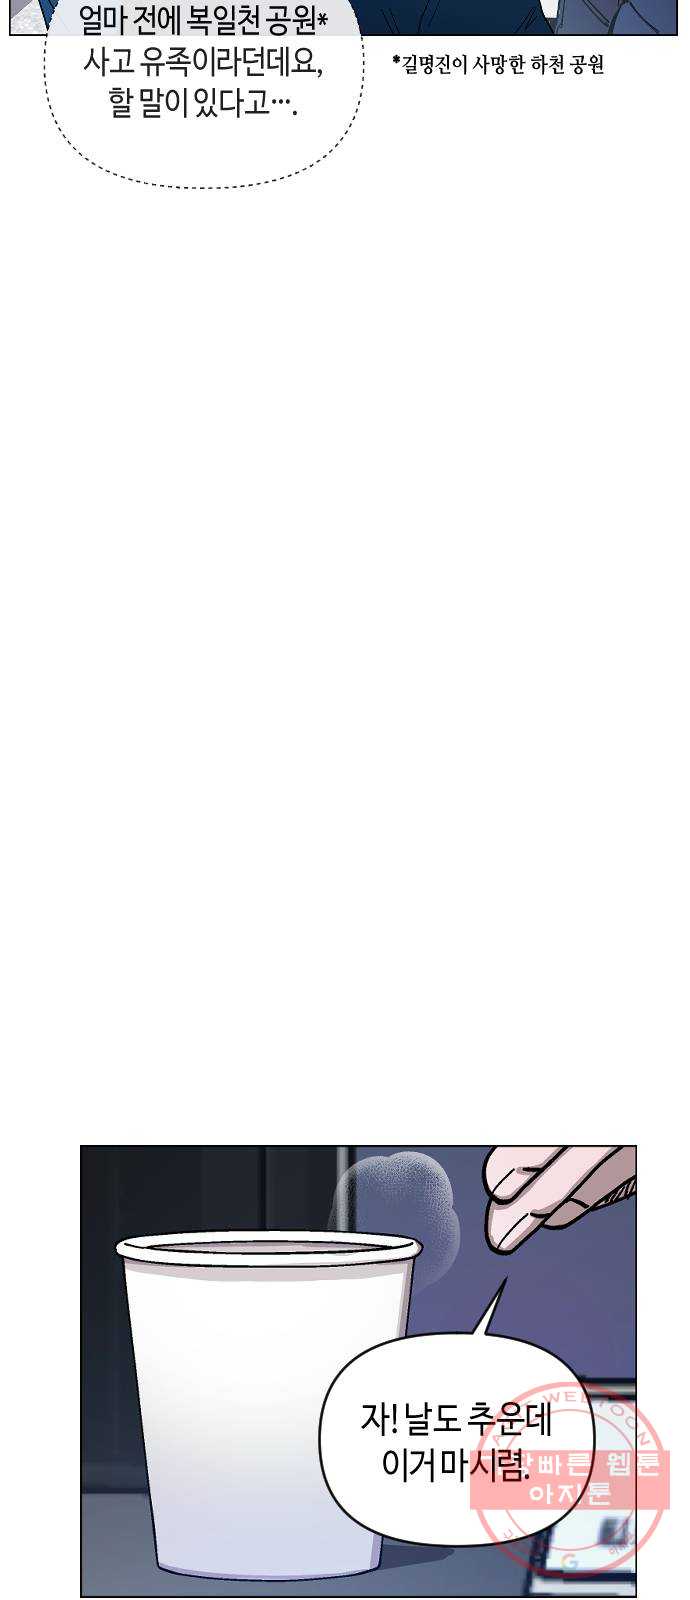 얼마 전에 복일천 공원*
사고 유족이라던데요,
할 말이 있다고….
*길명진이 사망한 하천 공원
자! 날도 추운데
이거 마시렴.
빠른 웹툰
아지툰